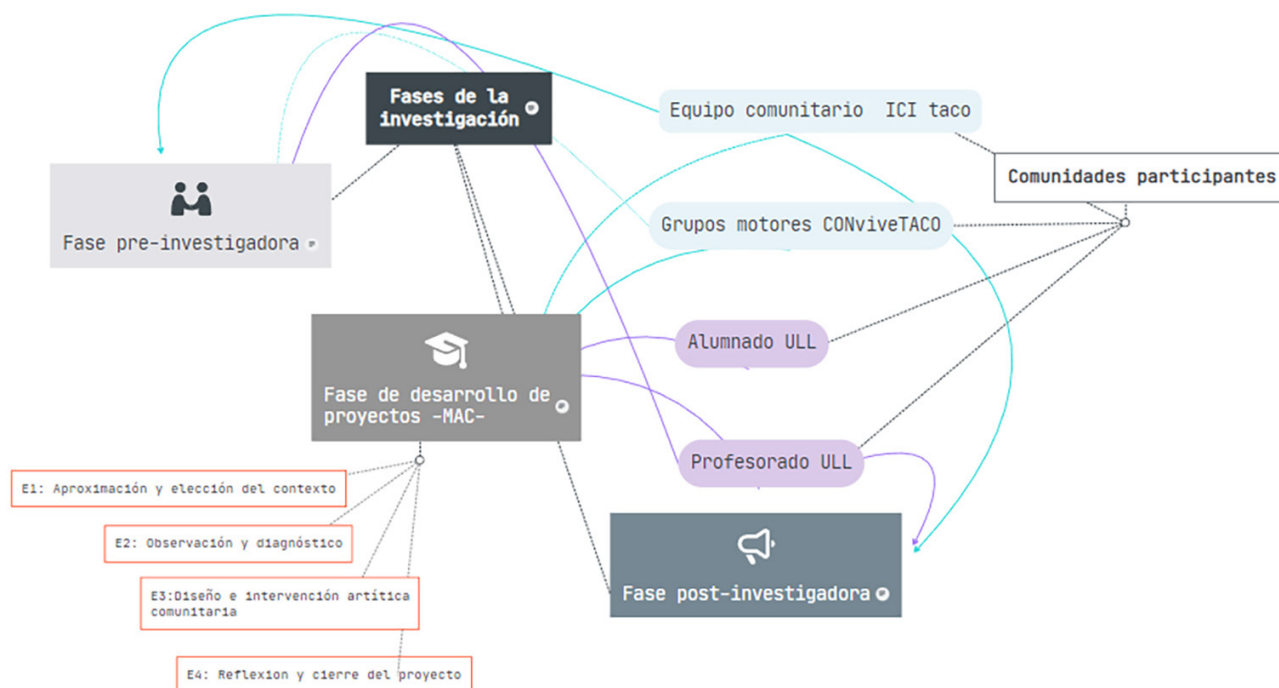 Fases de la
investigación
Equipo comunitario ICI taco
Comunidades participantes
Fase pre-investigadora
Grupos motores CONviveTACO
Alumnado ULL
Fase de desarrollo de
proyectos -MAC-
Profesorado ULL
E1: Aproximación y elección del contexto
E2: Observación y diagnóstico
E3:Diseño e intervención artítica
comunitaria
E4: Reflexion y cierre del proyecto
Fase post-investigadora